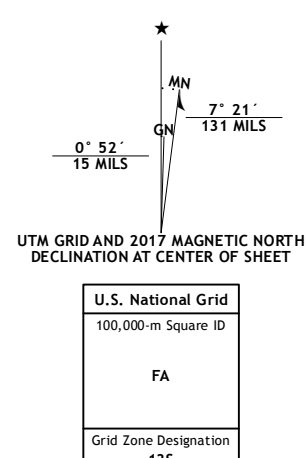 ★
MN
GN
7° 21´
131 MILS
0° 52´
15 MILS
UTM GRID AND 2017 MAGNETIC NORTH
DECLINATION AT CENTER OF SHEET
U.S. National Grid
100,000-m Square ID
FA
Grid Zone Designation
13S